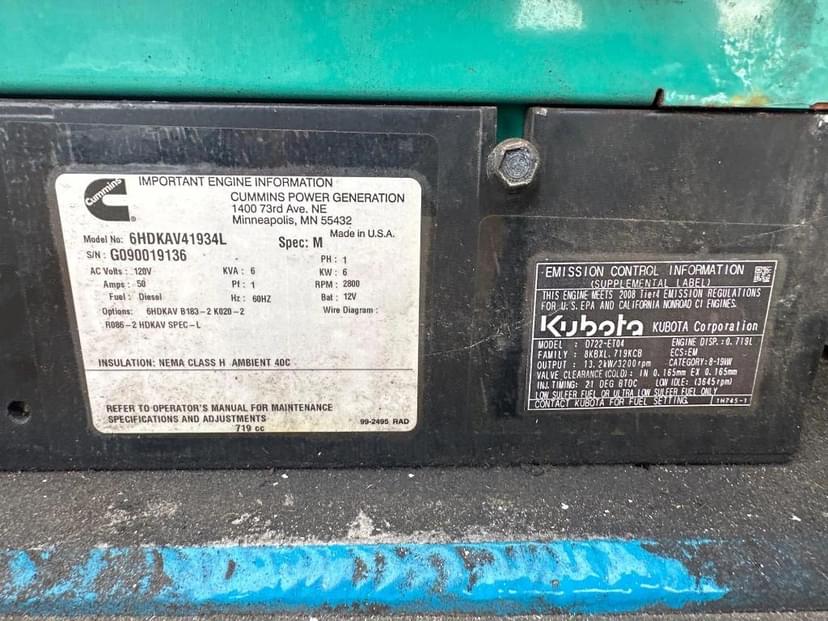 Cummins
IMPORTANT ENGINE INFORMATION
CUMMINS POWER GENERATION
1400 73rd Ave. NE
Minneapolis, MN 55432
Made in U.S.A.
Model No: 6HDKAV41934L Spec: M
S/N : G090019136 PH : 1
AC Volts : 120V KVA : 6 KW : 6
Amps : 50 Pf : 1 RPM : 2800
Fuel : Diesel Hz : 60HZ Bat : 12V
Options: 6HDKAV B183-2 K020-2 Wire Diagram :
R086-2 HDKAV SPEC-L
INSULATION: NEMA CLASS H AMBIENT 40C
REFER TO OPERATOR'S MANUAL FOR MAINTENANCE
SPECIFICATIONS AND ADJUSTMENTS
719 cc 99-2495 RAD
EMISSION CONTROL INFORMATION
(SUPPLEMENTAL LABEL)
THIS ENGINE MEETS 2008 Tier4 EMISSION REGULATIONS
FOR U.S. EPA AND CALIFORNIA NONROAD CI ENGINES.
Kubota KUBOTA Corporation
MODEL : D722-ET04 ENGINE DISP.:0.719L
FAMILY : 8KBXL.719KCB ECS:EM
OUTPUT : 13.2kW/3200rpm CATEGORY:8-19kW
VALVE CLEARANCE(COLD): IN 0.165mm EX 0.165mm
INJ.TIMING: 21 DEG BTDC LOW IDLE:(3645rpm)
LOW SULFER FUEL OR ULTRA LOW SULFER FUEL ONLY
CONTACT KUBOTA FOR FUEL SETTING. 1H745-1